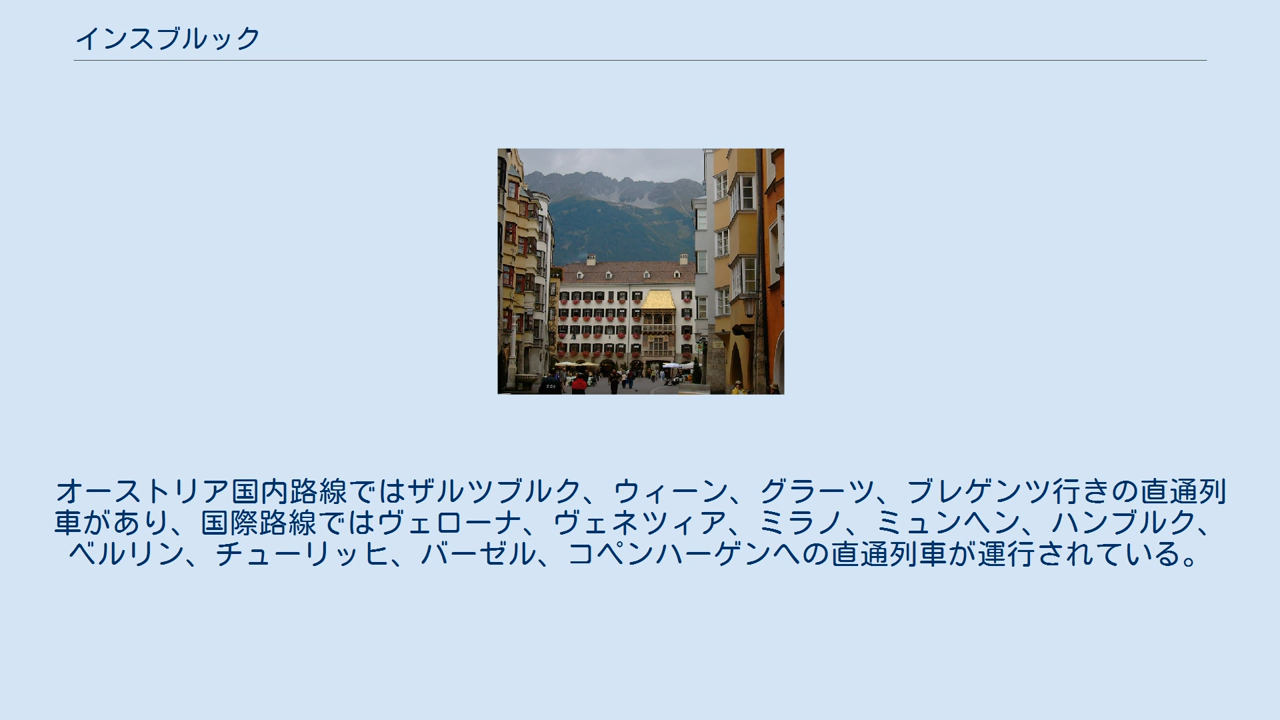 インスブルック
オーストリア国内路線ではザルツブルク、ウィーン、グラーツ、ブレゲンツ行きの直通列
車があり、国際路線ではヴェローナ、ヴェネツィア、ミラノ、ミュンヘン、ハンブルク、
ベルリン、チューリッヒ、バーゼル、コペンハーゲンへの直通列車が運行されている。